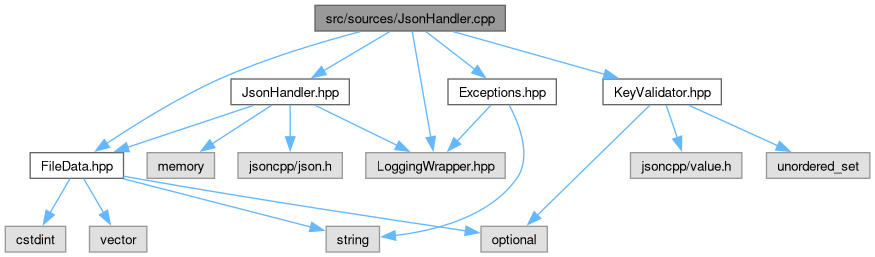 src/sources/JsonHandler.cpp
JsonHandler.hpp
Exceptions.hpp
KeyValidator.hpp
FileData.hpp
memory
jsoncpp/json.h
LoggingWrapper.hpp
jsoncpp/value.h
unordered_set
cstdint
vector
string
optional